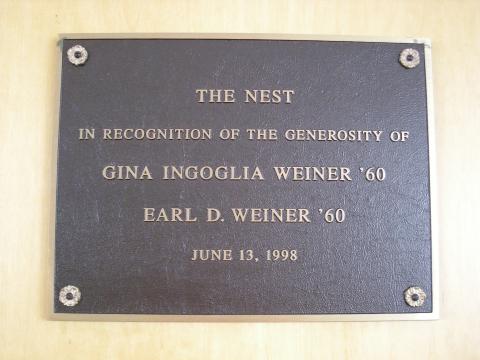 THE NEST
IN RECOGNITION OF THE GENEROSITY OF
GINA INGOGLIA WEINER '60
EARL D. WEINER '60
JUNE 13, 1998